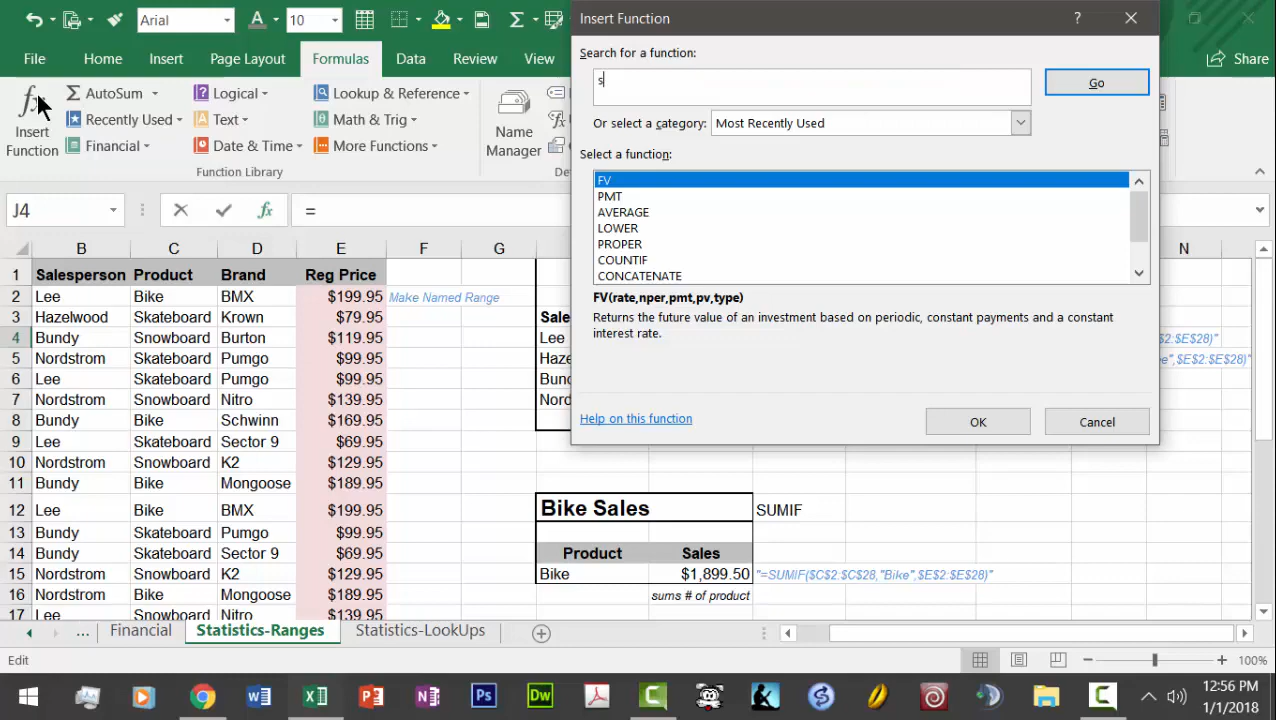 Arial
A
10
Insert Function
?
File Home Insert Page Layout Formulas Data Review View
Share
Search for a function:
s
Go
Or select a category: Most Recently Used
Select a function:
FV
PMT
AVERAGE
LOWER
PROPER
COUNTIF
CONCATENATE
FV(rate,nper,pmt,pv,type)
Returns the future value of an investment based on periodic, constant payments and a constant
interest rate.
Help on this function
OK
Cancel
fx
Insert
Function
Σ AutoSum
Recently Used
Financial
Logical
Text
Date & Time
Lookup & Reference
Math & Trig
More Functions
Function Library
Name
Manager
J4
fx
=
B C D E F G N
1 Salesperson Product Brand Reg Price
2 Lee Bike BMX $199.95 Make Named Range
3 Hazelwood Skateboard Krown $79.95 Sale
4 Bundy Snowboard Burton $119.95 Lee $2:$E$28)"
5 Nordstrom Skateboard Pumgo $99.95 Haze e",$E$2:$E$28)"
6 Lee Skateboard Pumgo $99.95 Bund
7 Nordstrom Snowboard Nitro $139.95 Nord
8 Bundy Bike Schwinn $169.95
9 Lee Skateboard Sector 9 $69.95
10 Nordstrom Snowboard K2 $129.95
11 Bundy Bike Mongoose $189.95
12 Lee Bike BMX $199.95 Bike Sales SUMIF
13 Bundy Skateboard Pumgo $99.95
14 Bundy Skateboard Sector 9 $69.95 Product Sales
15 Nordstrom Snowboard K2 $129.95 Bike $1,899.50 "=SUMIF($C$2:$C$28,"Bike",$E$2:$E$28)"
16 Nordstrom Bike Mongoose $189.95 sums # of product
17 Lee Snowboard Nitro $139.95
... Financial Statistics-Ranges Statistics-LookUps
Edit
100%
12:56 PM
1/1/2018